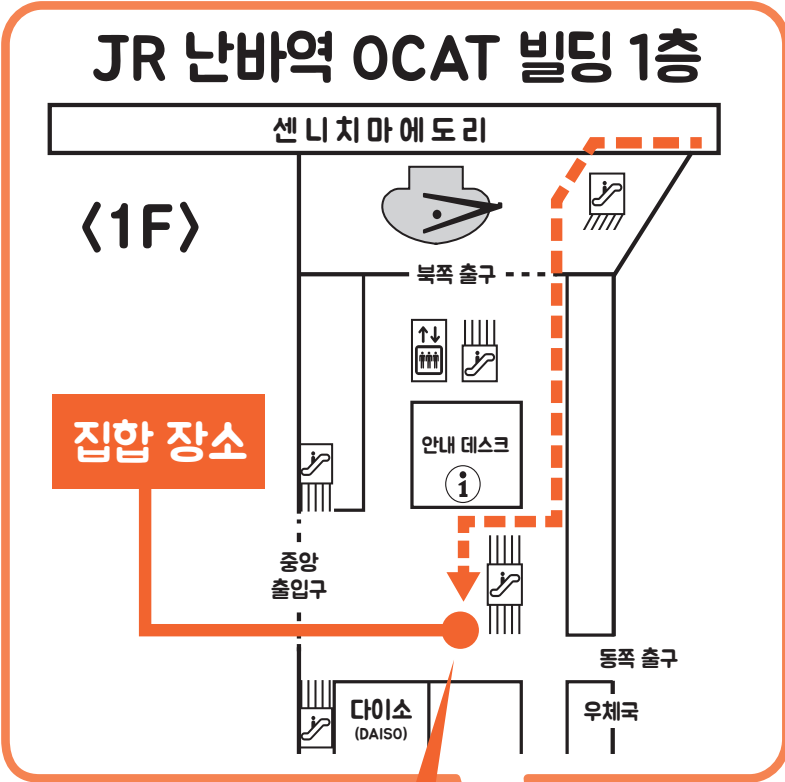 JR 난바역 OCAT 빌딩 1층
센니치마에도리
〈1F〉
북쪽 출구
집합 장소
안내 데스크
i
중앙
출입구
동쪽 출구
다이소
(DAISO)
우체국